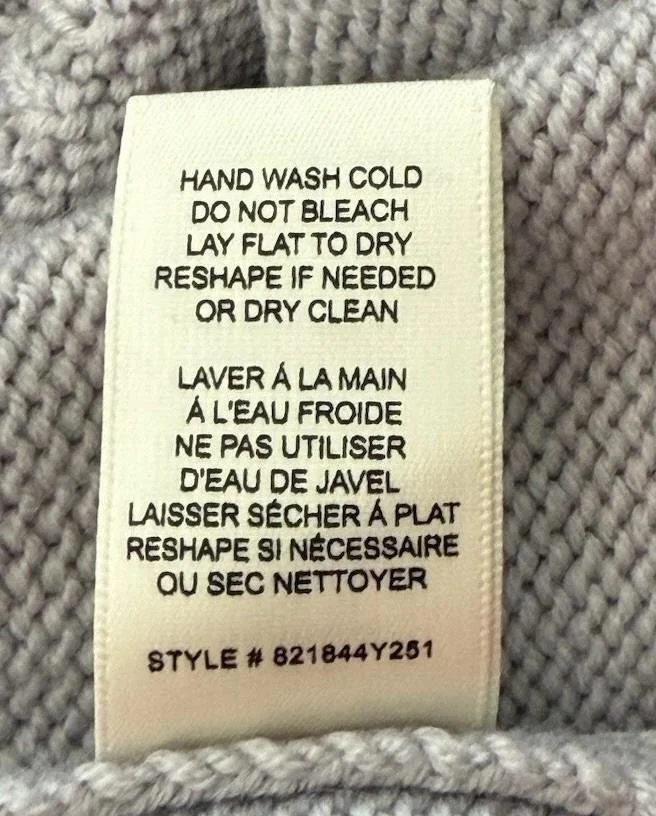 HAND WASH COLD
DO NOT BLEACH
LAY FLAT TO DRY
RESHAPE IF NEEDED
OR DRY CLEAN
LAVER Á LA MAIN
Á L'EAU FROIDE
NE PAS UTILISER
D'EAU DE JAVEL
LAISSER SÉCHER Á PLAT
RESHAPE SI NÉCESSAIRE
OU SEC NETTOYER
STYLE # 821844Y251